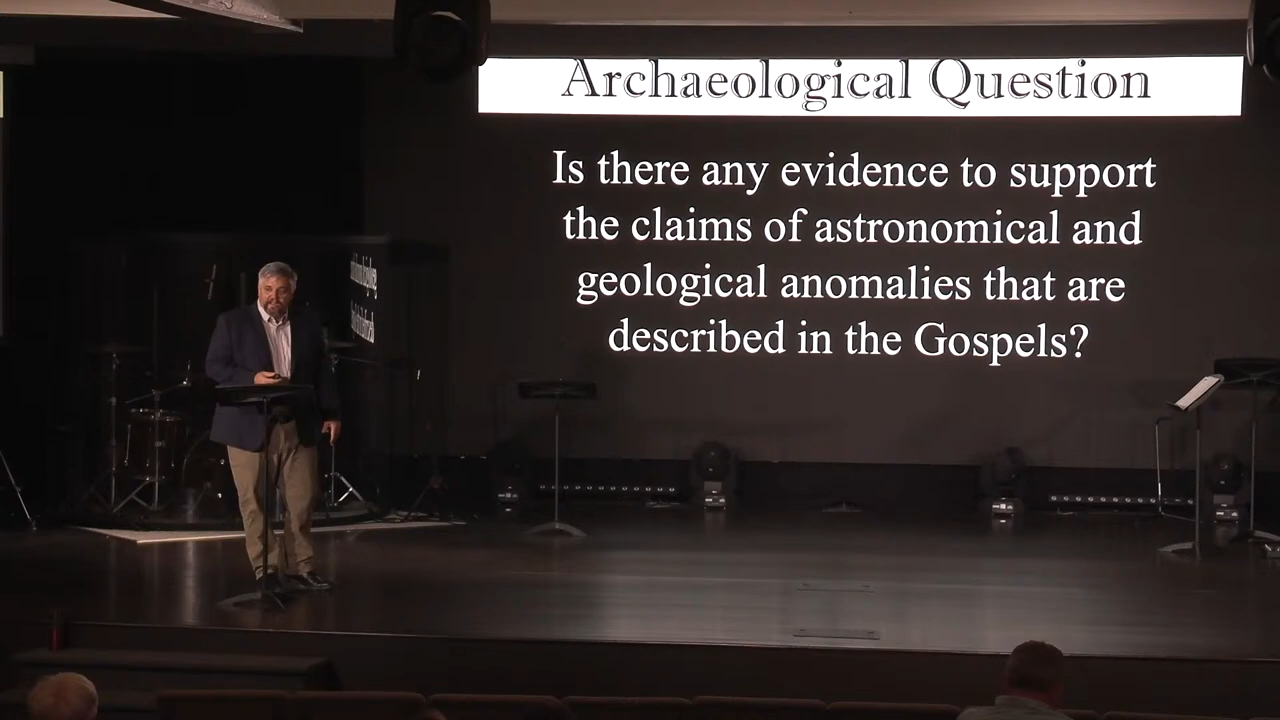 Archaeological Question
Is there any evidence to support
the claims of astronomical and
geological anomalies that are
described in the Gospels?